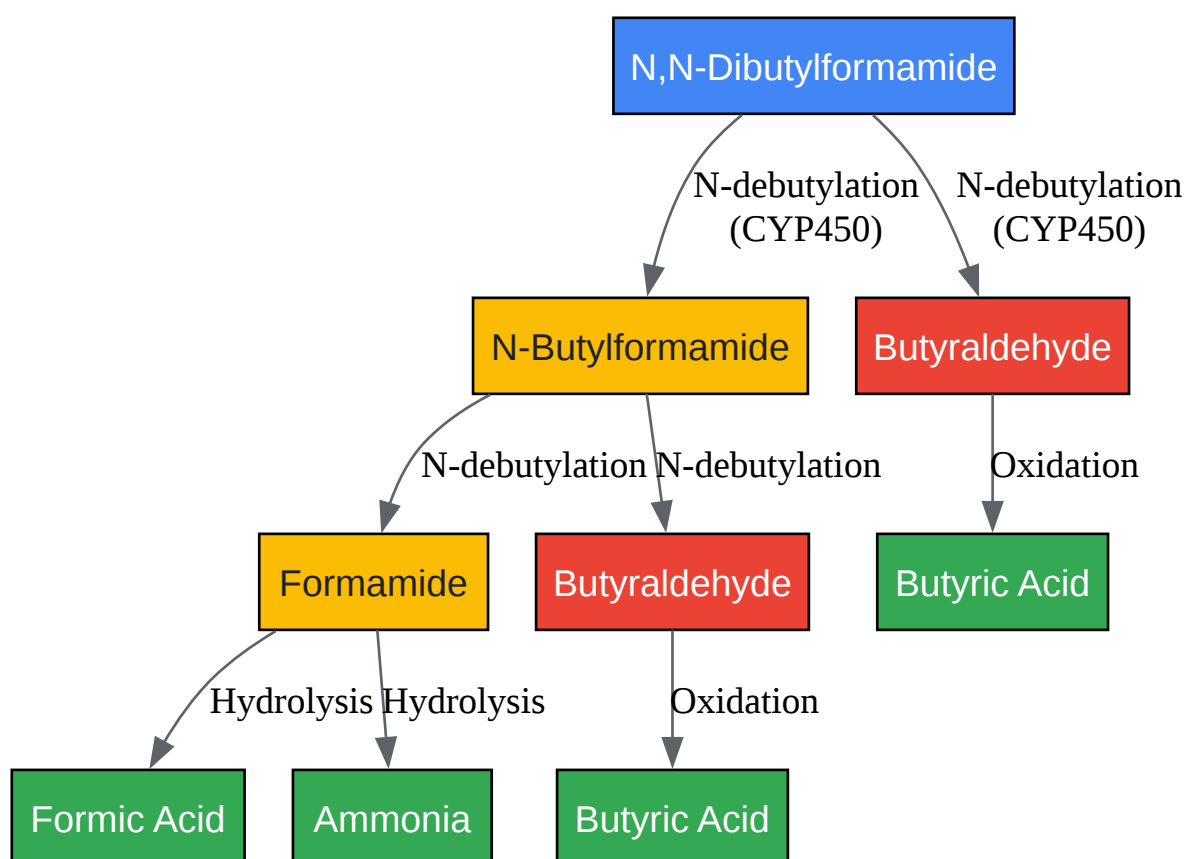 N,N-Dibutylformamide
N-debutylation
(CYP450)
N-debutylation
(CYP450)
N-Butylformamide
Butyraldehyde
N-debutylation
N-debutylation
Oxidation
Formamide
Butyraldehyde
Butyric Acid
Hydrolysis
Hydrolysis
Oxidation
Formic Acid
Ammonia
Butyric Acid